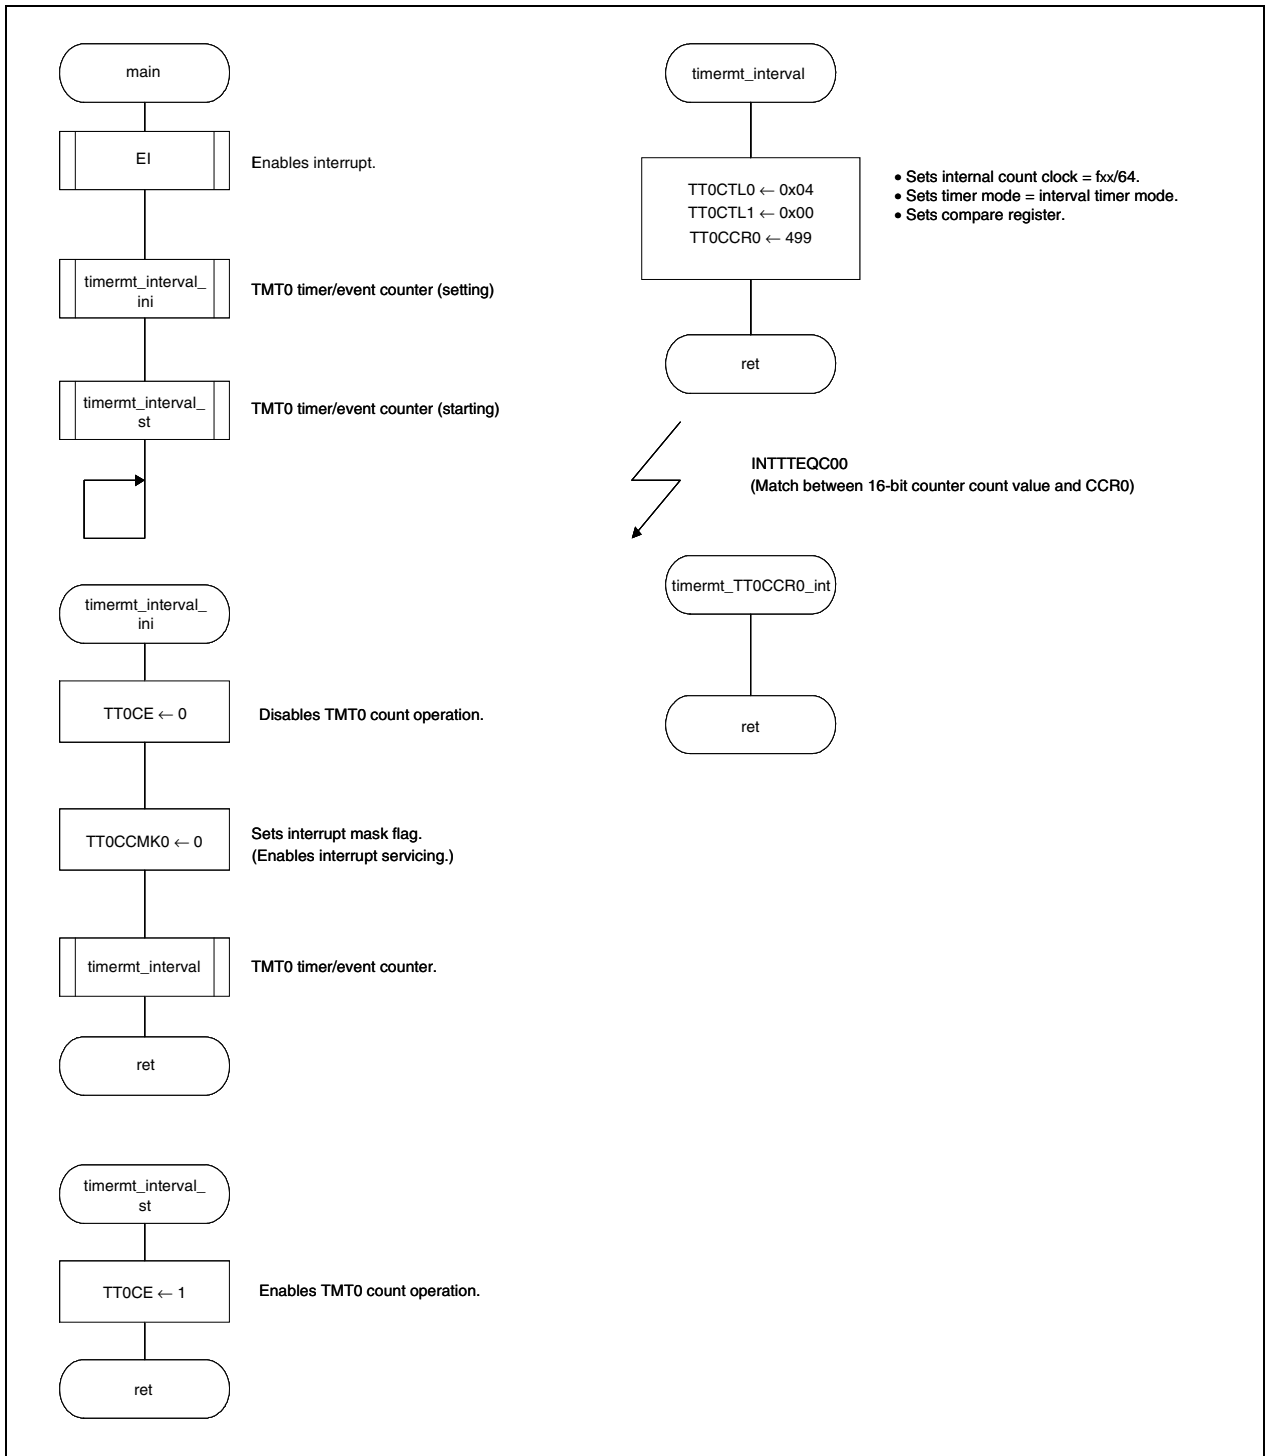 main
EI
Enables interrupt.
timermt_interval_
ini
TMT0 timer/event counter (setting)
timermt_interval_
st
TMT0 timer/event counter (starting)
timermt_interval_
ini
TT0CE ← 0
Disables TMT0 count operation.
TT0CCMK0 ← 0
Sets interrupt mask flag.
(Enables interrupt servicing.)
timermt_interval
TMT0 timer/event counter.
ret
timermt_interval_
st
TT0CE ← 1
Enables TMT0 count operation.
ret
timermt_interval
TT0CTL0 ← 0x04
TT0CTL1 ← 0x00
TT0CCR0 ← 499
• Sets internal count clock = fxx/64.
• Sets timer mode = interval timer mode.
• Sets compare register.
ret
INTTTEQC00
(Match between 16-bit counter count value and CCR0)
timermt_TT0CCR0_int
ret